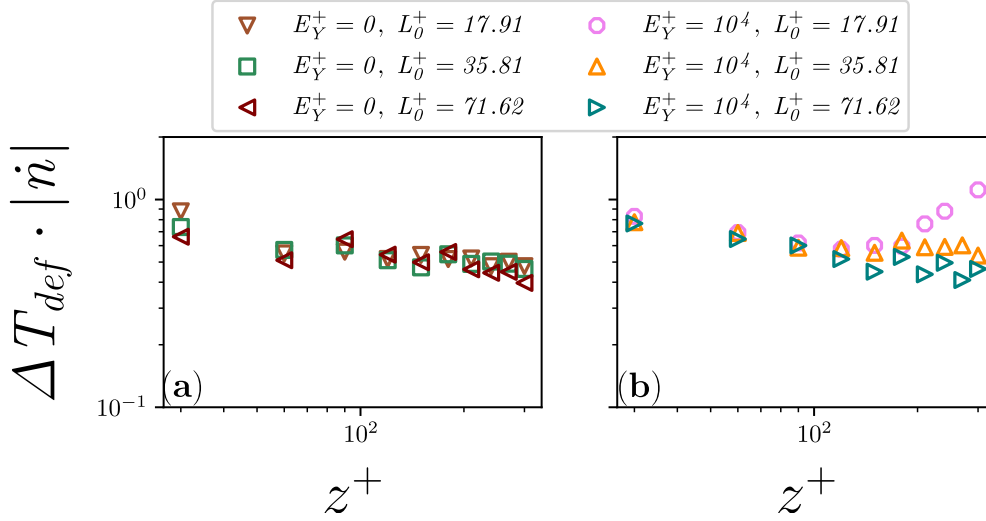 E_Y^+ = 0, L_0^+ = 17.91
E_Y^+ = 0, L_0^+ = 35.81
E_Y^+ = 0, L_0^+ = 71.62
E_Y^+ = 10^4, L_0^+ = 17.91
E_Y^+ = 10^4, L_0^+ = 35.81
E_Y^+ = 10^4, L_0^+ = 71.62
ΔT_{def} · |ṅ|
10^0
10^{-1}
(a)
10^2
z^+
(b)
10^2
z^+